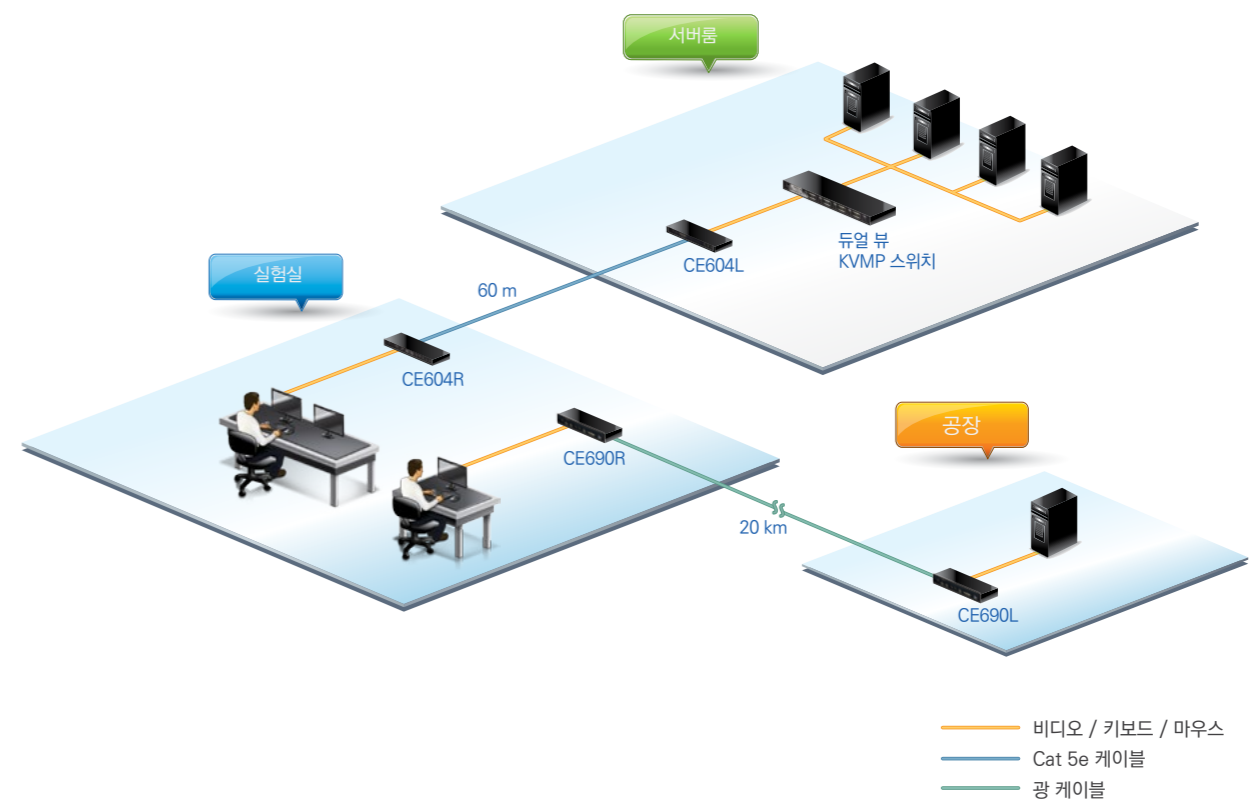 서버룸
듀얼 뷰
KVMP 스위치
CE604L
실험실
60 m
CE604R
CE690R
공장
20 km
CE690L
비디오 / 키보드 / 마우스
Cat 5e 케이블
광 케이블